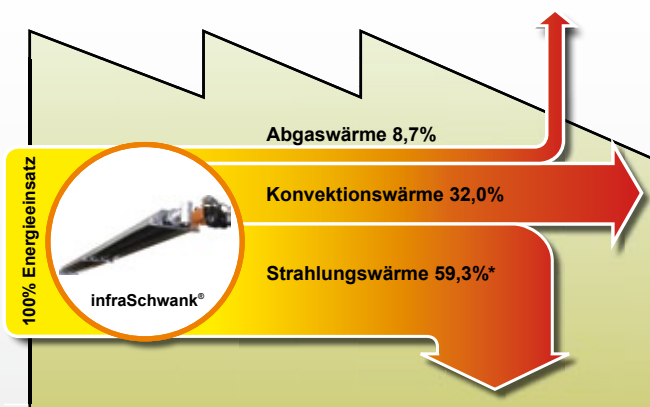 Abgaswärme 8,7%
100% Energieeinsatz
Konvektionswärme 32,0%
Strahlungswärme 59,3%*
infraSchwank®